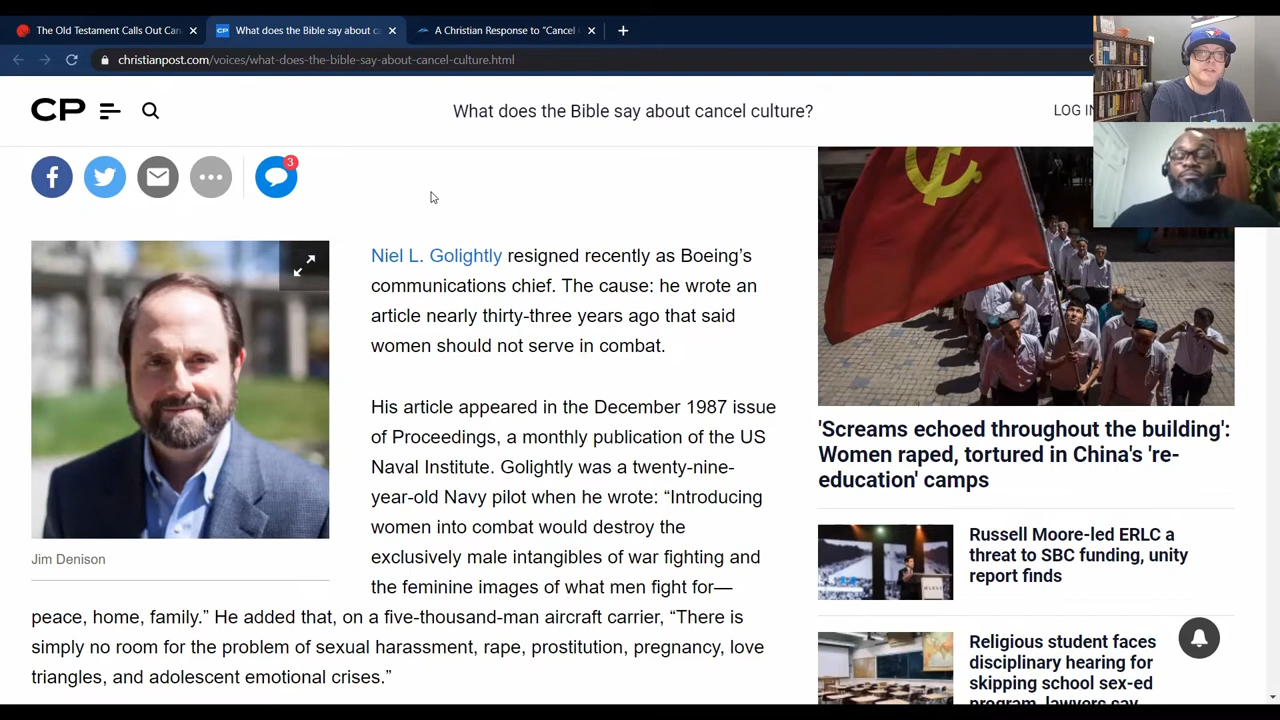 The Old Testament Calls Out Can
What does the Bible say about c
A Christian Response to "Cancel
christianpost.com/voices/what-does-the-bible-say-about-cancel-culture.html
CP
What does the Bible say about cancel culture?
LOG IN
3
Niel L. Golightly resigned recently as Boeing’s
communications chief. The cause: he wrote an
article nearly thirty-three years ago that said
women should not serve in combat.
His article appeared in the December 1987 issue
of Proceedings, a monthly publication of the US
Naval Institute. Golightly was a twenty-nine-
year-old Navy pilot when he wrote: “Introducing
women into combat would destroy the
exclusively male intangibles of war fighting and
the feminine images of what men fight for—
peace, home, family.” He added that, on a five-thousand-man aircraft carrier, “There is
simply no room for the problem of sexual harassment, rape, prostitution, pregnancy, love
triangles, and adolescent emotional crises.”
Jim Denison
'Screams echoed throughout the building':
Women raped, tortured in China's 're-
education' camps
Russell Moore-led ERLC a
threat to SBC funding, unity
report finds
Religious student faces
disciplinary hearing for
skipping school sex-ed
program, lawyers say